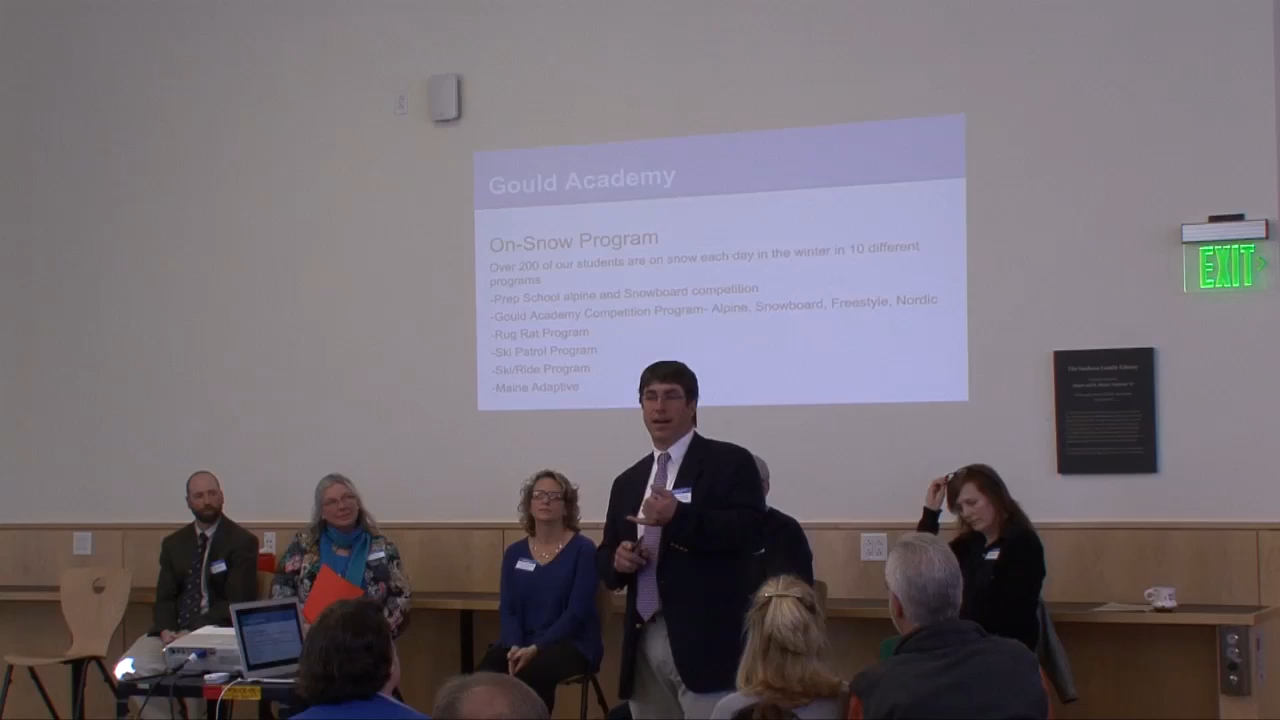 Gould Academy
On-Snow Program
Over 200 of our students are on snow each day in the winter in 10 different
programs
-Prep School alpine and Snowboard competition
-Gould Academy Competition Program- Alpine, Snowboard, Freestyle, Nordic
-Rug Rat Program
-Ski Patrol Program
-Ski/Ride Program
-Maine Adaptive
EXIT